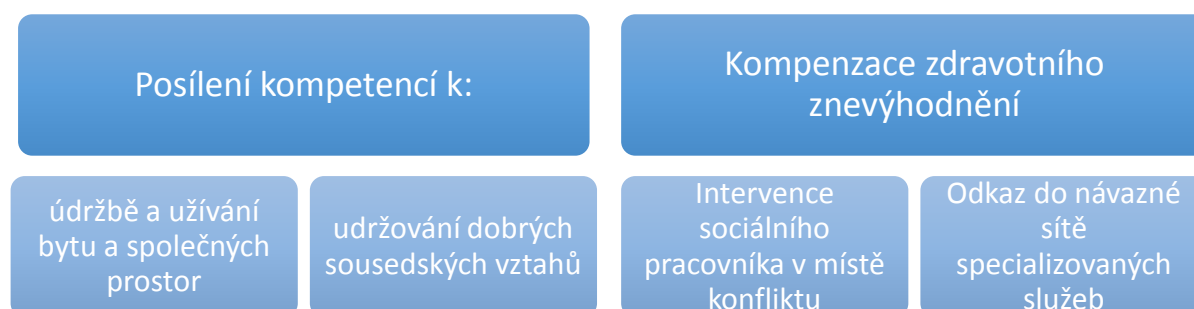 Posílení kompetencí k:
Kompenzace zdravotního
znevýhodnění
údržbě a užívání
bytu a společných
prostor
udržování dobrých
sousedských vztahů
Intervence
sociálního
pracovníka v místě
konfliktu
Odkaz do návazné
sítě
specializovaných
služeb